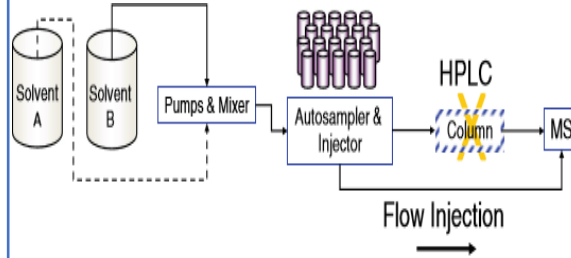 Solvent
A
Solvent
B
Pumps & Mixer
Autosampler &
Injector
HPLC
Column
MS
Flow Injection